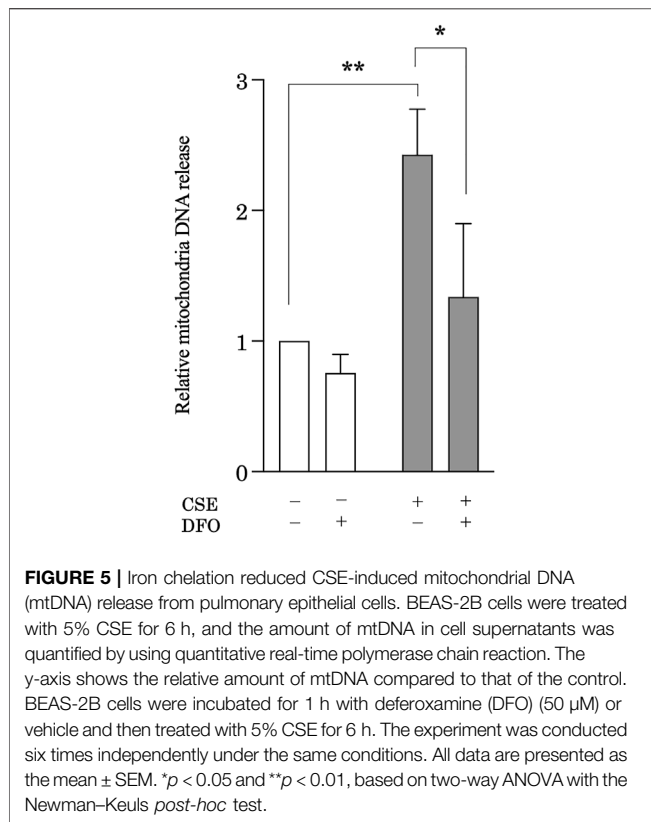 *
**
3
2
1
0
Relative mitochondria DNA release
CSE − − + +
DFO − + − +
FIGURE 5 | Iron chelation reduced CSE-induced mitochondrial DNA
(mtDNA) release from pulmonary epithelial cells. BEAS-2B cells were treated
with 5% CSE for 6 h, and the amount of mtDNA in cell supernatants was
quantified by using quantitative real-time polymerase chain reaction. The
y-axis shows the relative amount of mtDNA compared to that of the control.
BEAS-2B cells were incubated for 1 h with deferoxamine (DFO) (50 μM) or
vehicle and then treated with 5% CSE for 6 h. The experiment was conducted
six times independently under the same conditions. All data are presented as
the mean ± SEM. *p < 0.05 and **p < 0.01, based on two-way ANOVA with the
Newman–Keuls post-hoc test.